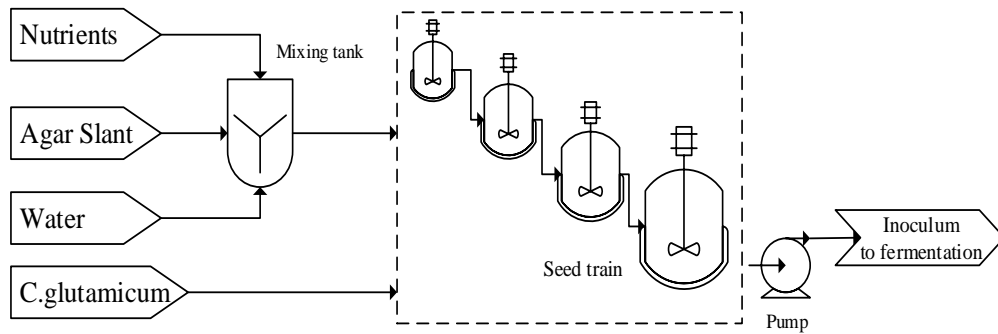 Nutrients
Mixing tank
Agar Slant
Water
C.glutamicum
Seed train
Pump
Inoculum
to fermentation